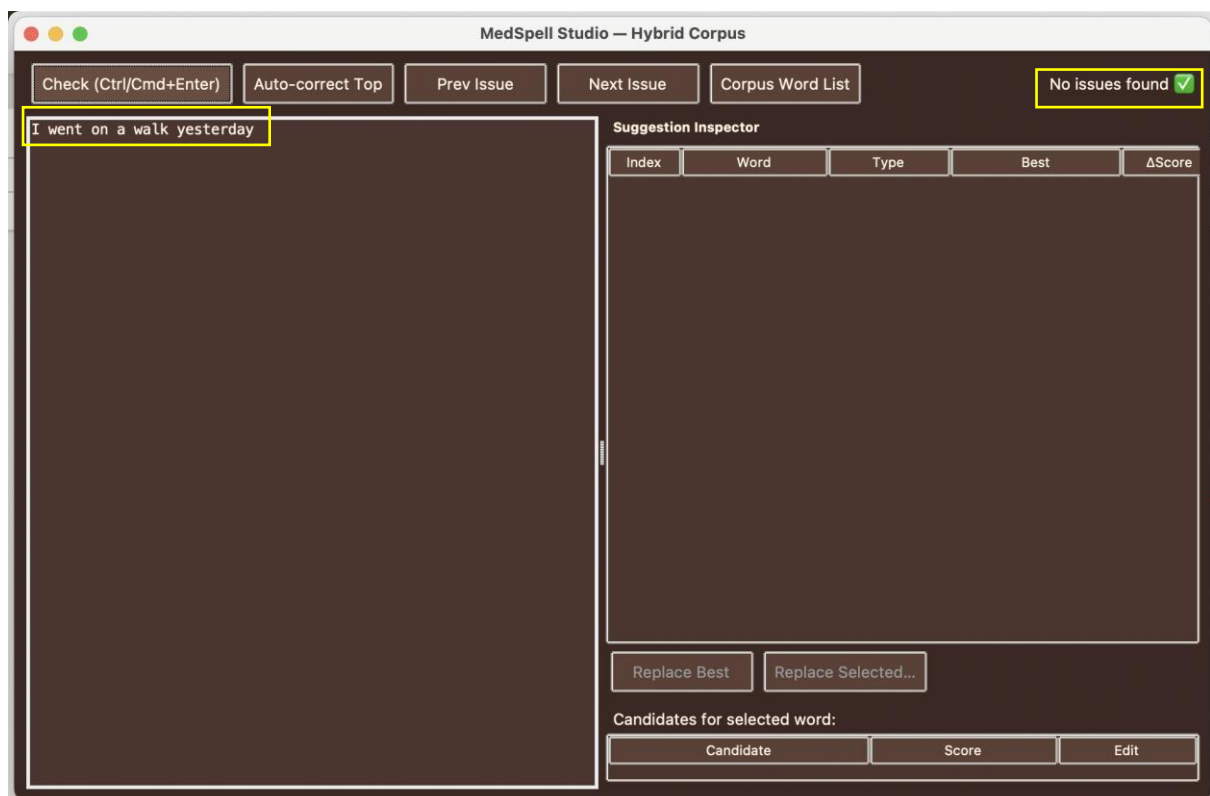 MedSpell Studio — Hybrid Corpus
Check (Ctrl/Cmd+Enter) Auto-correct Top Prev Issue Next Issue Corpus Word List No issues found ✅
I went on a walk yesterday
Suggestion Inspector
Index Word Type Best ΔScore
Replace Best Replace Selected...
Candidates for selected word:
Candidate Score Edit